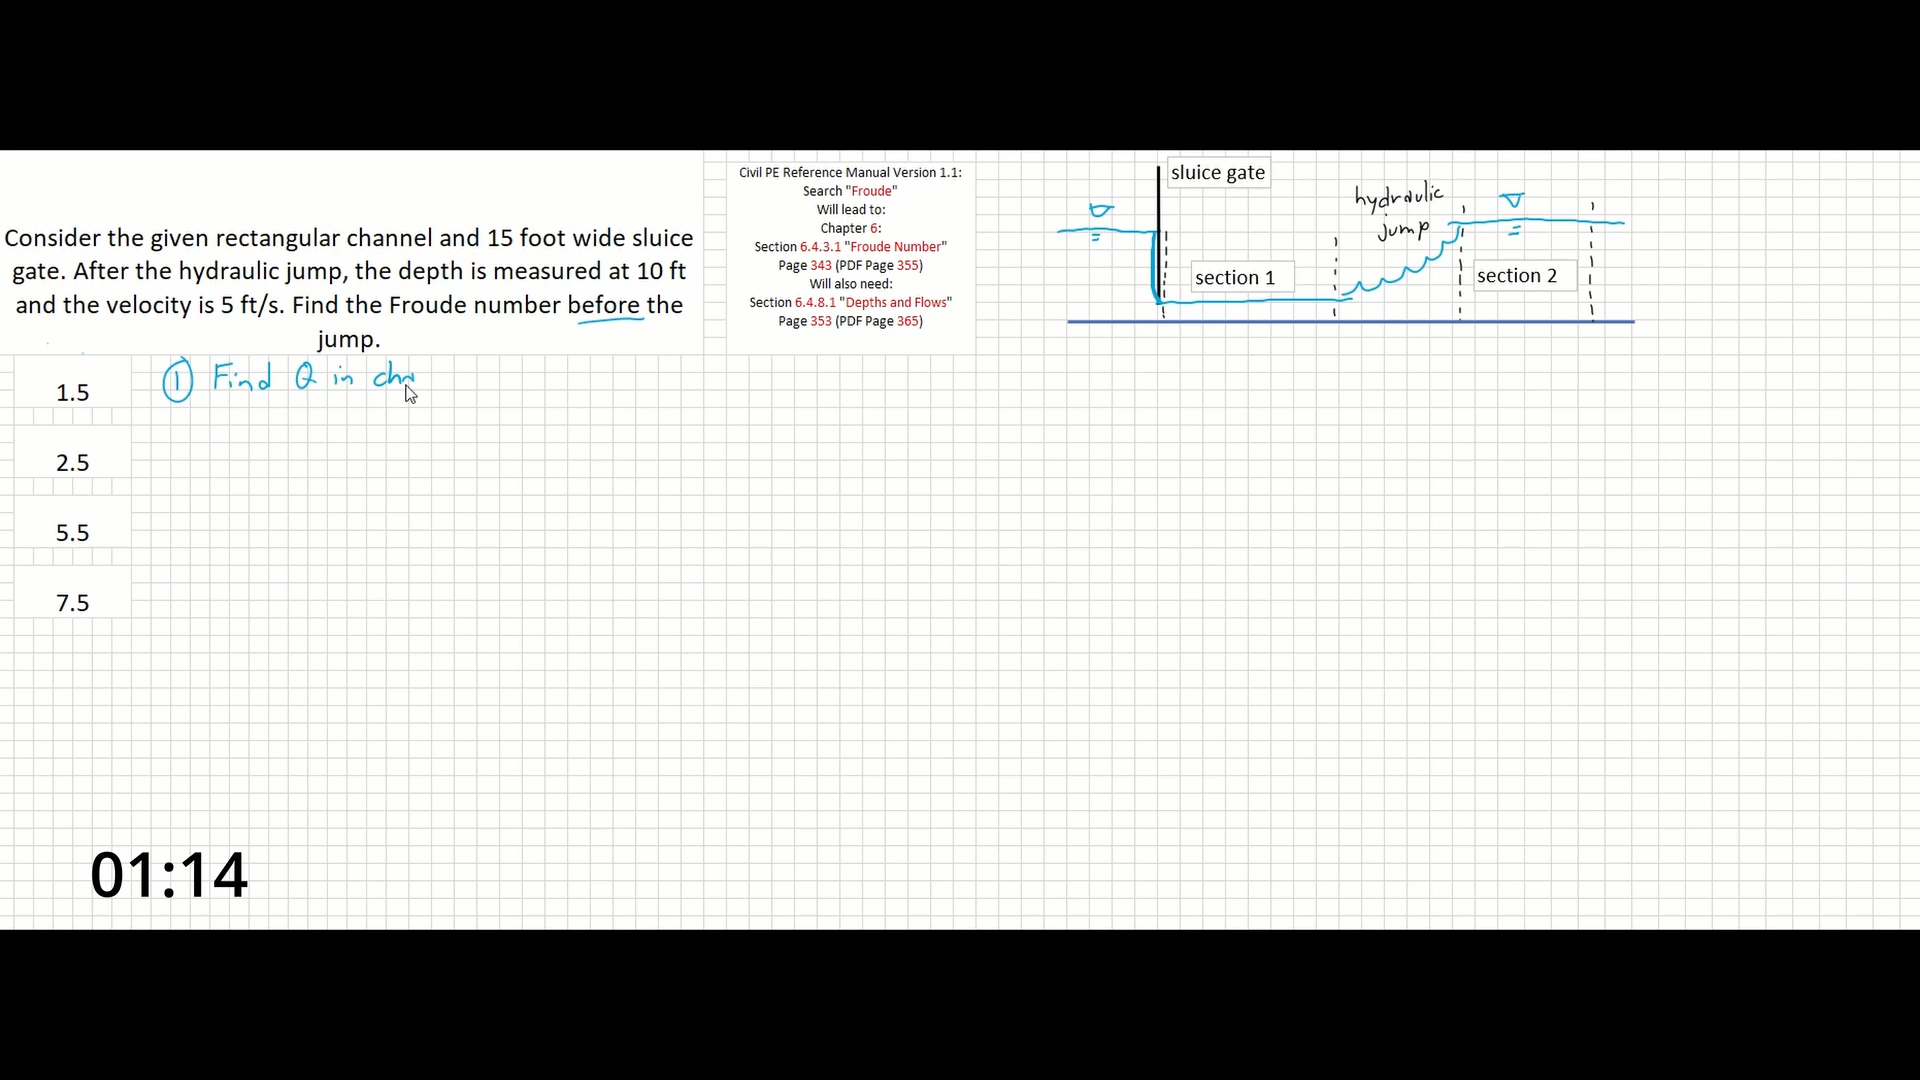 Consider the given rectangular channel and 15 foot wide sluice
gate. After the hydraulic jump, the depth is measured at 10 ft
and the velocity is 5 ft/s. Find the Froude number before the
jump.
Civil PE Reference Manual Version 1.1:
Search "Froude"
Will lead to:
Chapter 6:
Section 6.4.3.1 "Froude Number"
Page 343 (PDF Page 355)
Will also need:
Section 6.4.8.1 "Depths and Flows"
Page 353 (PDF Page 365)
sluice gate
hydraulic
jump
section 1
section 2
① Find Q in cha
1.5
2.5
5.5
7.5
01:14